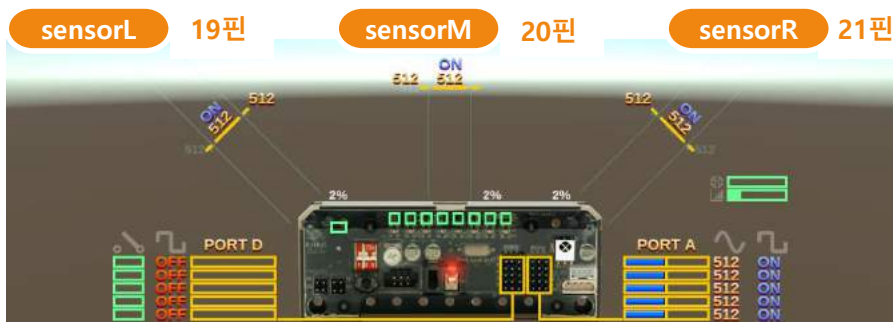 sensorL 19핀 sensorM 20핀 sensorR 21핀
ON
512 512
512 512
ON ON
512 512
512 512
2% 2% 2%
PORT D PORT A
OFF 512 ON
OFF 512 ON
OFF 512 ON
OFF 512 ON
OFF 512 ON